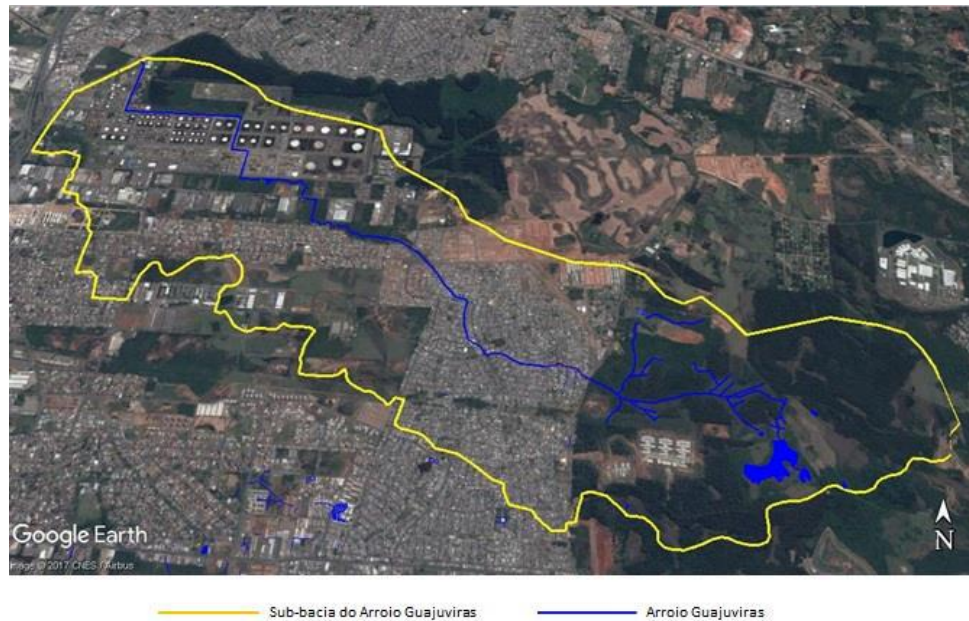 N
Google Earth
Image © 2017 CNES / Airbus
Sub-bacia do Arroio Guajuviras
Arroio Guajuviras